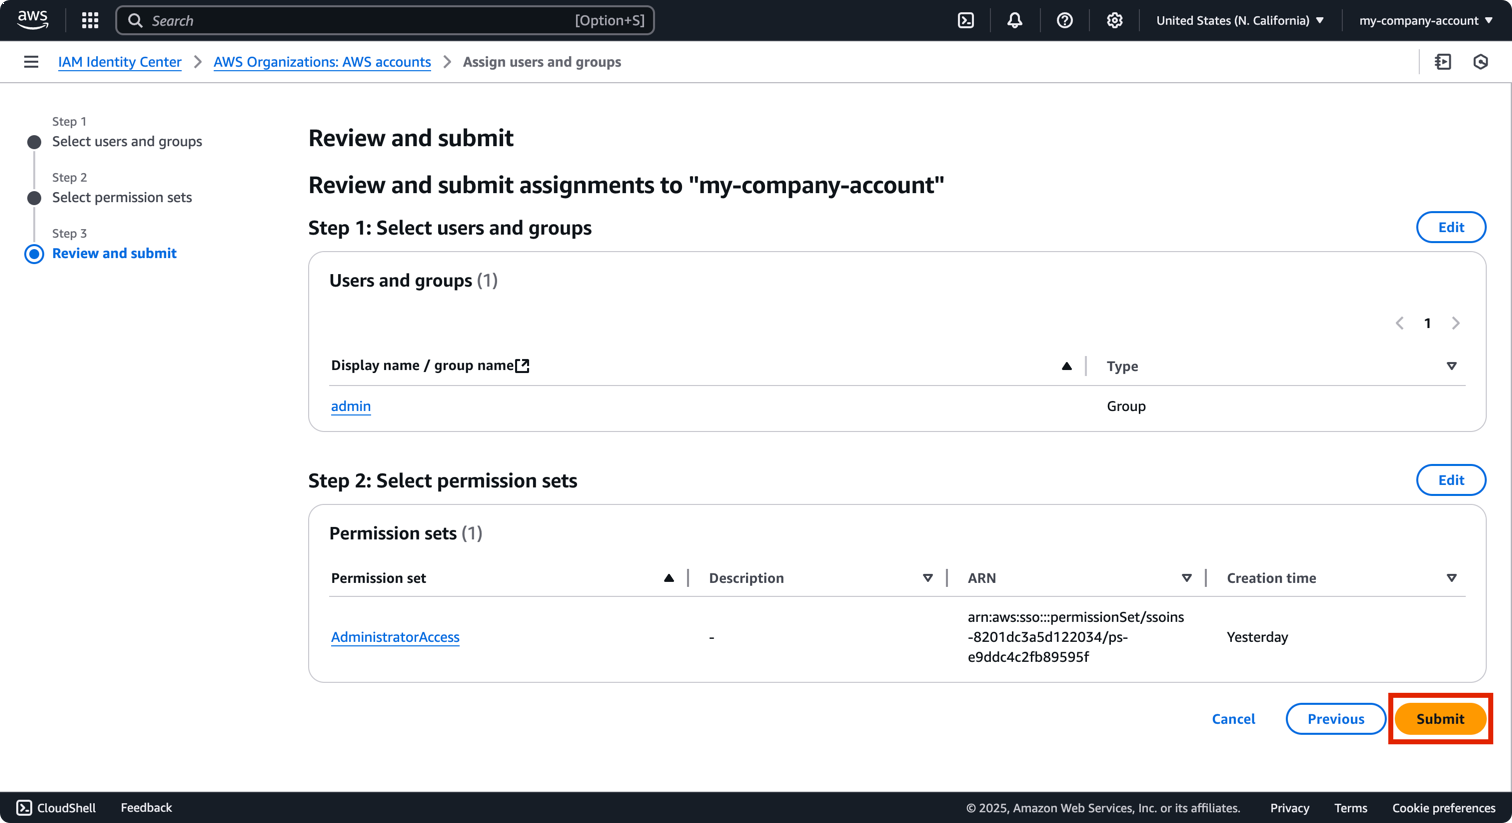 aws
Search
[Option+S]
United States (N. California)
my-company-account
IAM Identity Center
AWS Organizations: AWS accounts
Assign users and groups
Step 1
Select users and groups
Step 2
Select permission sets
Step 3
Review and submit
Review and submit
Review and submit assignments to "my-company-account"
Step 1: Select users and groups
Edit
Users and groups (1)
1
Display name / group name
Type
admin
Group
Step 2: Select permission sets
Edit
Permission sets (1)
Permission set
Description
ARN
Creation time
AdministratorAccess
-
arn:aws:sso:::permissionSet/ssoins
-8201dc3a5d122034/ps-
e9ddc4c2fb89595f
Yesterday
Cancel
Previous
Submit
CloudShell
Feedback
© 2025, Amazon Web Services, Inc. or its affiliates.
Privacy
Terms
Cookie preferences